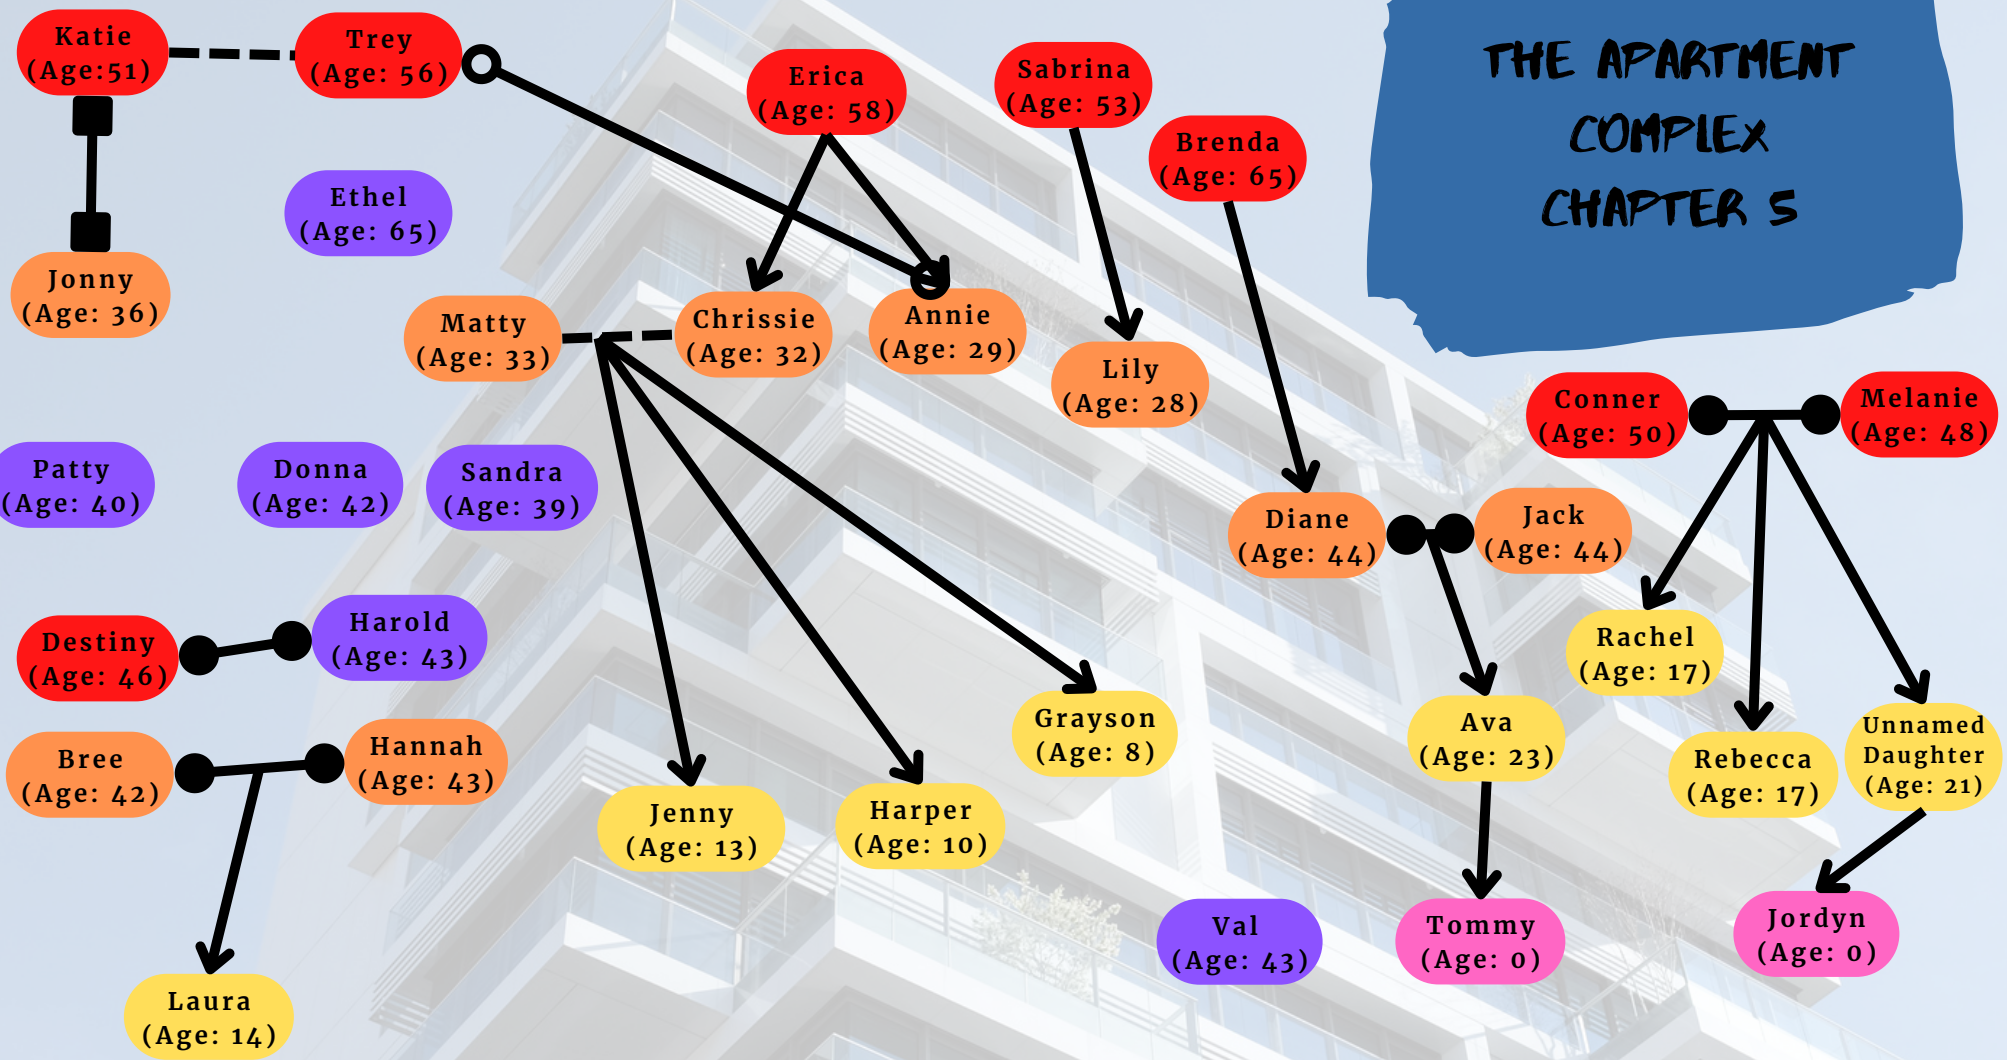 THE APARTMENT
COMPLEX
CHAPTER 5
Katie
(Age:51)
Trey
(Age: 56)
Erica
(Age: 58)
Sabrina
(Age: 53)
Brenda
(Age: 65)
Ethel
(Age: 65)
Jonny
(Age: 36)
Matty
(Age: 33)
Chrissie
(Age: 32)
Annie
(Age: 29)
Lily
(Age: 28)
Conner
(Age: 50)
Melanie
(Age: 48)
Patty
(Age: 40)
Donna
(Age: 42)
Sandra
(Age: 39)
Diane
(Age: 44)
Jack
(Age: 44)
Destiny
(Age: 46)
Harold
(Age: 43)
Rachel
(Age: 17)
Bree
(Age: 42)
Hannah
(Age: 43)
Grayson
(Age: 8)
Ava
(Age: 23)
Rebecca
(Age: 17)
Unnamed
Daughter
(Age: 21)
Jenny
(Age: 13)
Harper
(Age: 10)
Val
(Age: 43)
Tommy
(Age: 0)
Jordyn
(Age: 0)
Laura
(Age: 14)